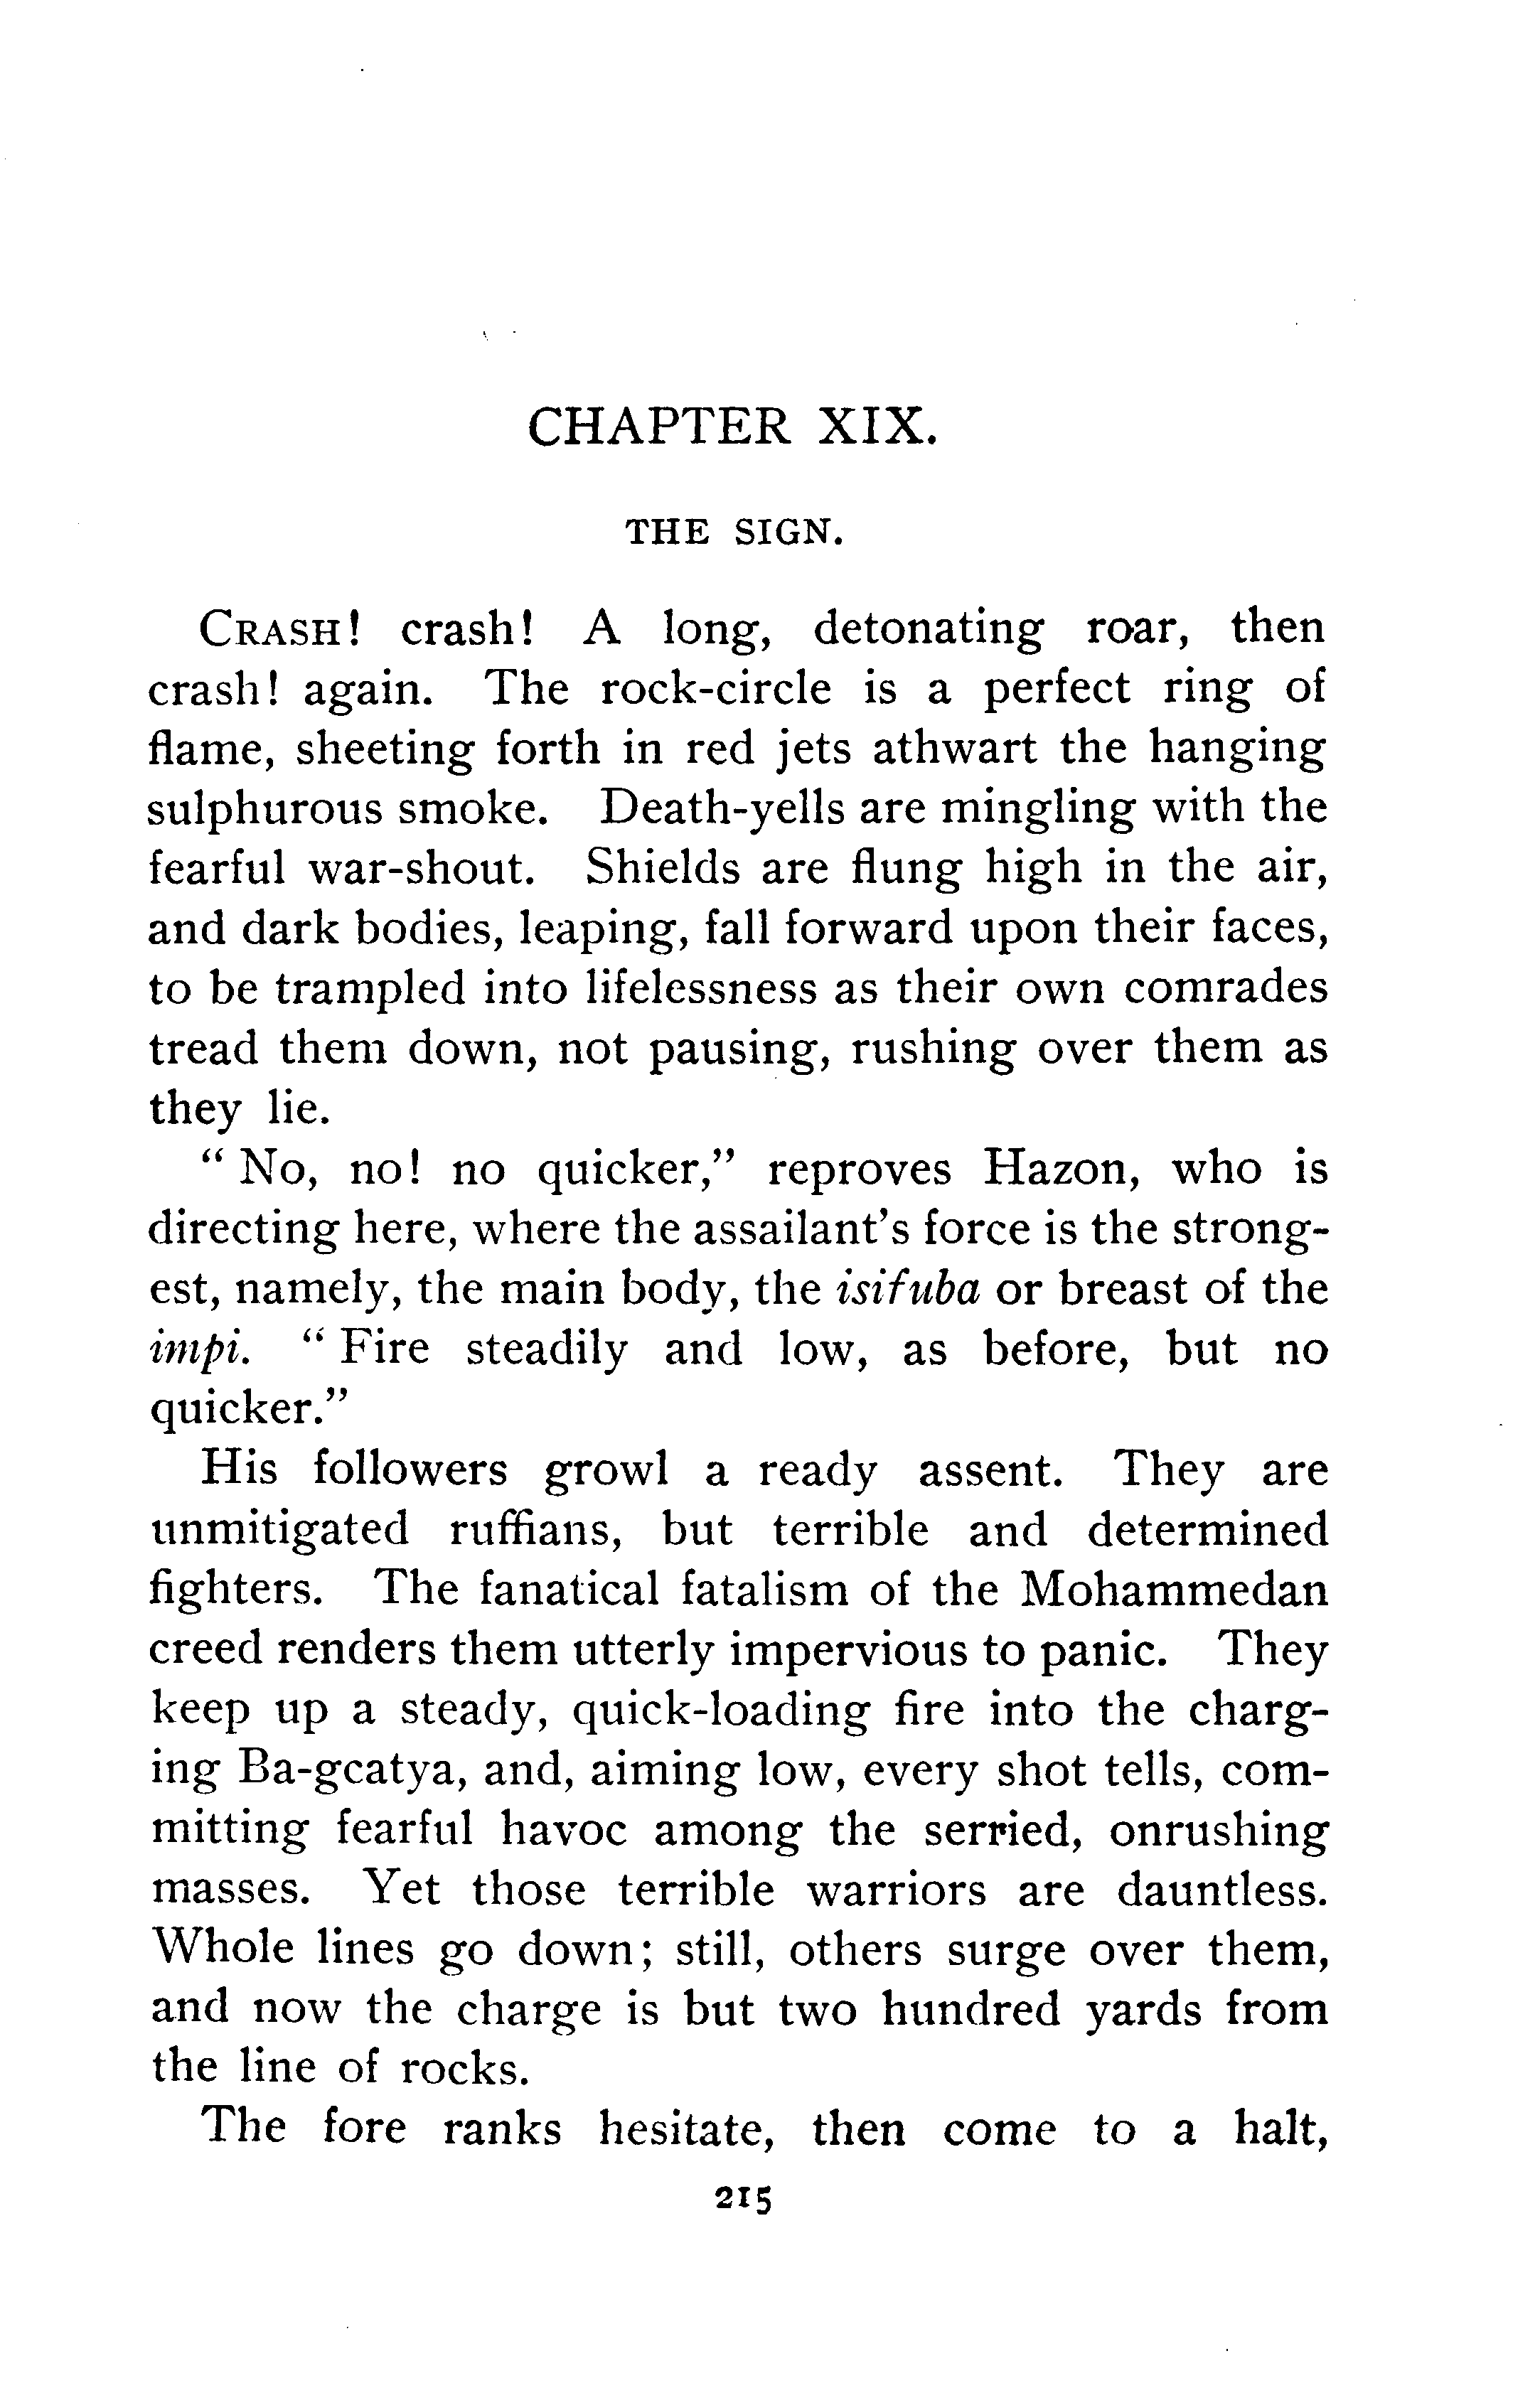 CHAPTER XIX.
THE SIGN.
CRASH! crash! A long, detonating roar, then
crash! again. The rock-circle is a perfect ring of
flame, sheeting forth in red jets athwart the hanging
sulphurous smoke. Death-yells are mingling with the
fearful war-shout. Shields are flung high in the air,
and dark bodies, leaping, fall forward upon their faces,
to be trampled into lifelessness as their own comrades
tread them down, not pausing, rushing over them as
they lie.
"No, no! no quicker," reproves Hazon, who is
directing here, where the assailant's force is the strong-
est, namely, the main body, the isifuba or breast of the
impi. "Fire steadily and low, as before, but no
quicker."
His followers growl a ready assent. They are
unmitigated ruffians, but terrible and determined
fighters. The fanatical fatalism of the Mohammedan
creed renders them utterly impervious to panic. They
keep up a steady, quick-loading fire into the charg-
ing Ba-gcatya, and, aiming low, every shot tells, com-
mitting fearful havoc among the serried, onrushing
masses. Yet those terrible warriors are dauntless.
Whole lines go down; still, others surge over them,
and now the charge is but two hundred yards from
the line of rocks.
The fore ranks hesitate, then come to a halt,
215